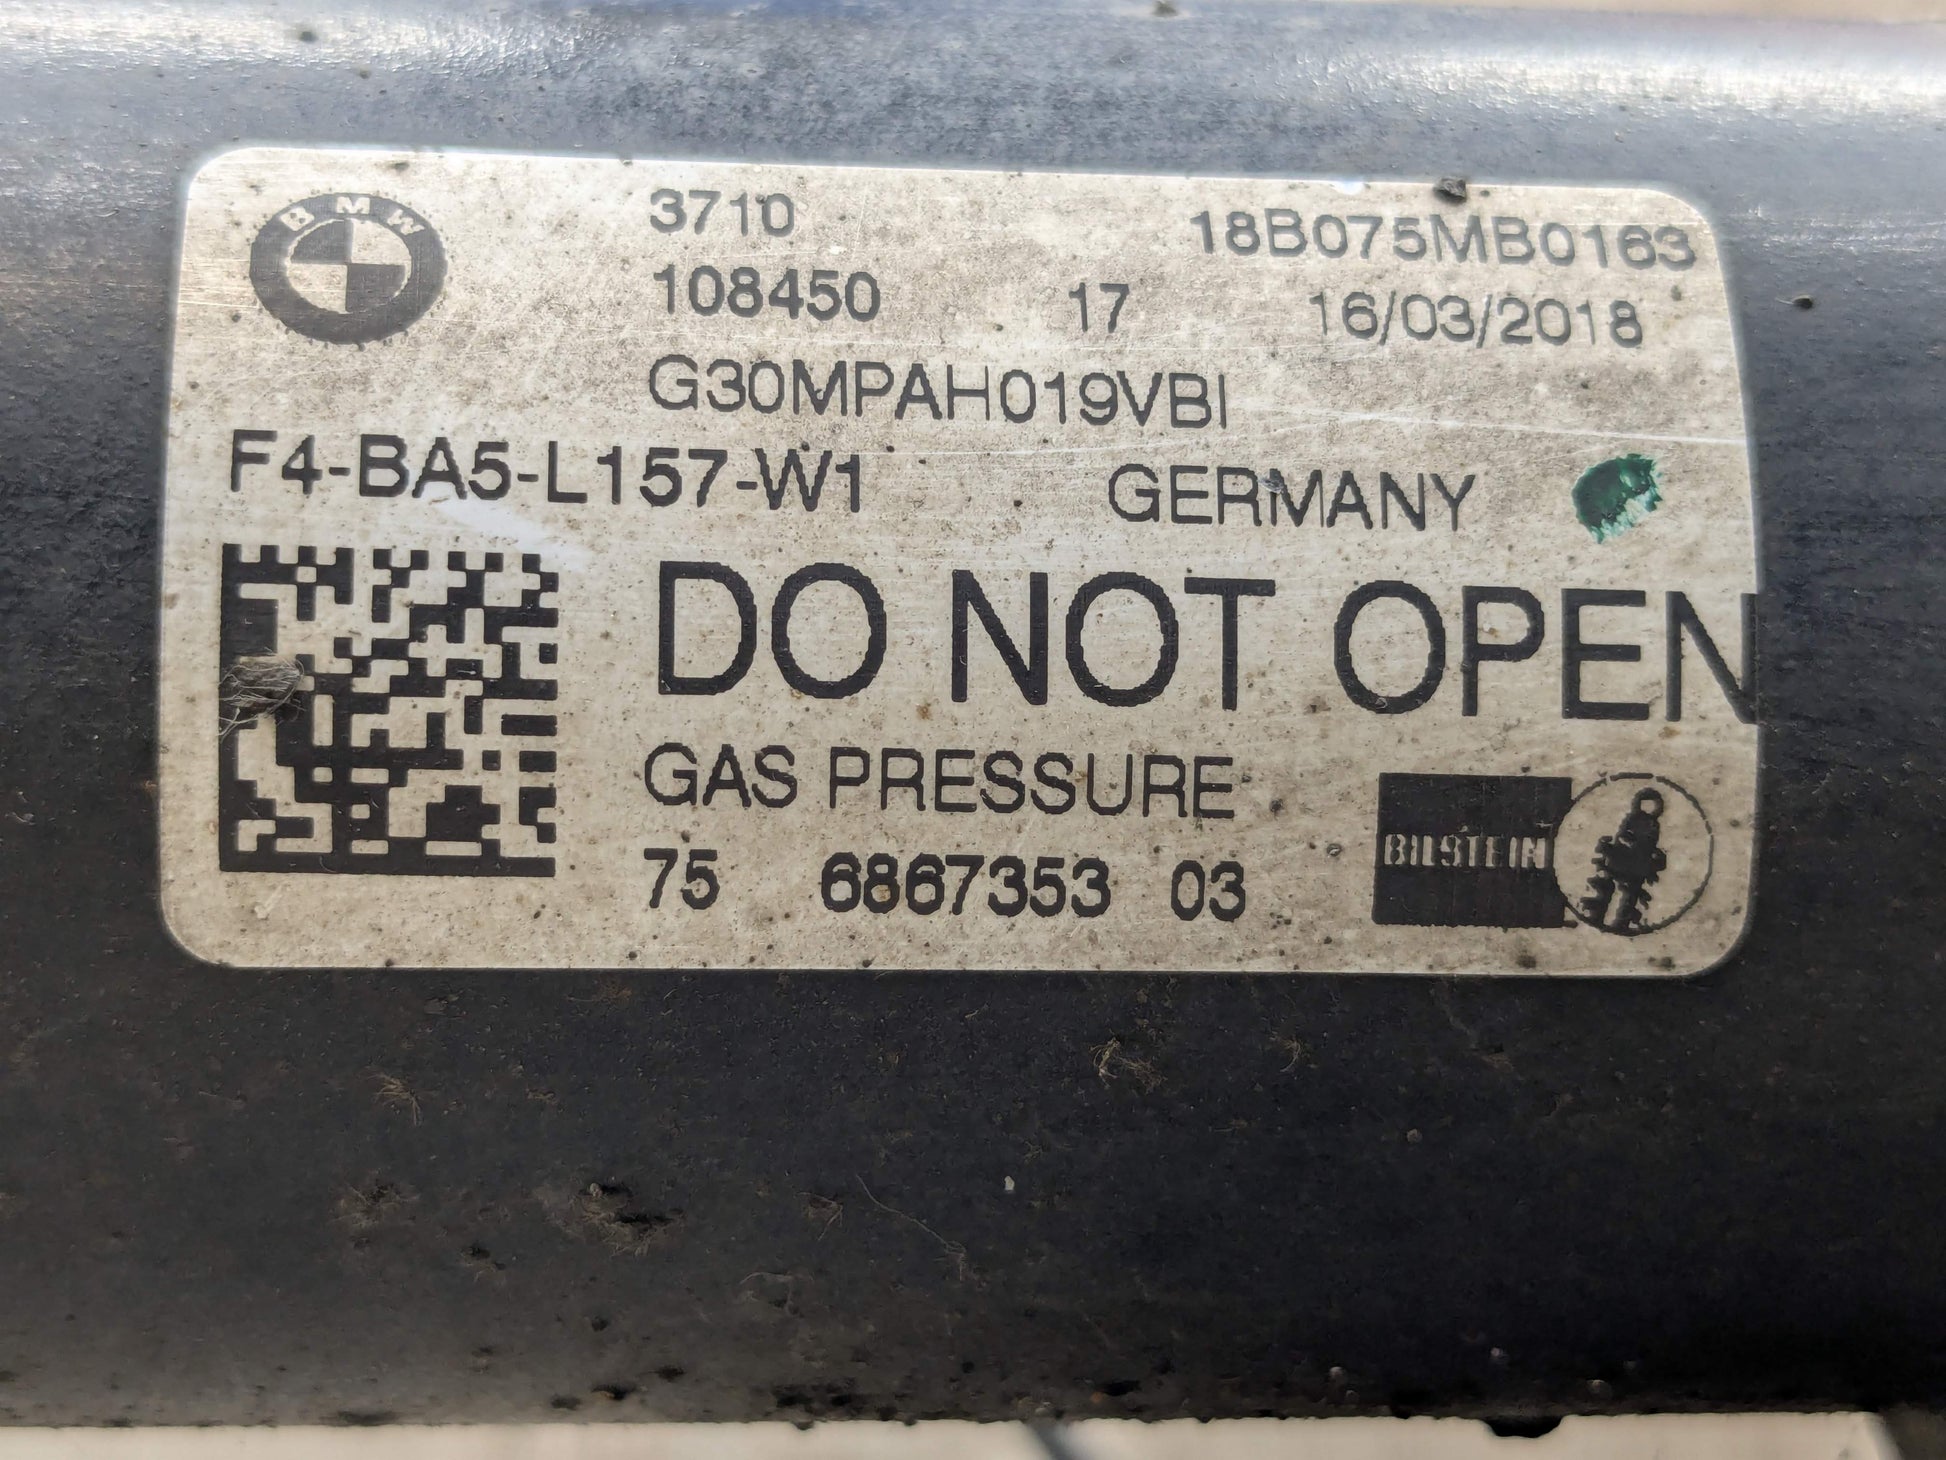 BMW
3710
18B075MB0163
108450 17 16/03/2018
G30MPAH019VBI
F4-BA5-L157-W1 GERMANY
DO NOT OPEN
GAS PRESSURE
BILSTEIN
75 6867353 03